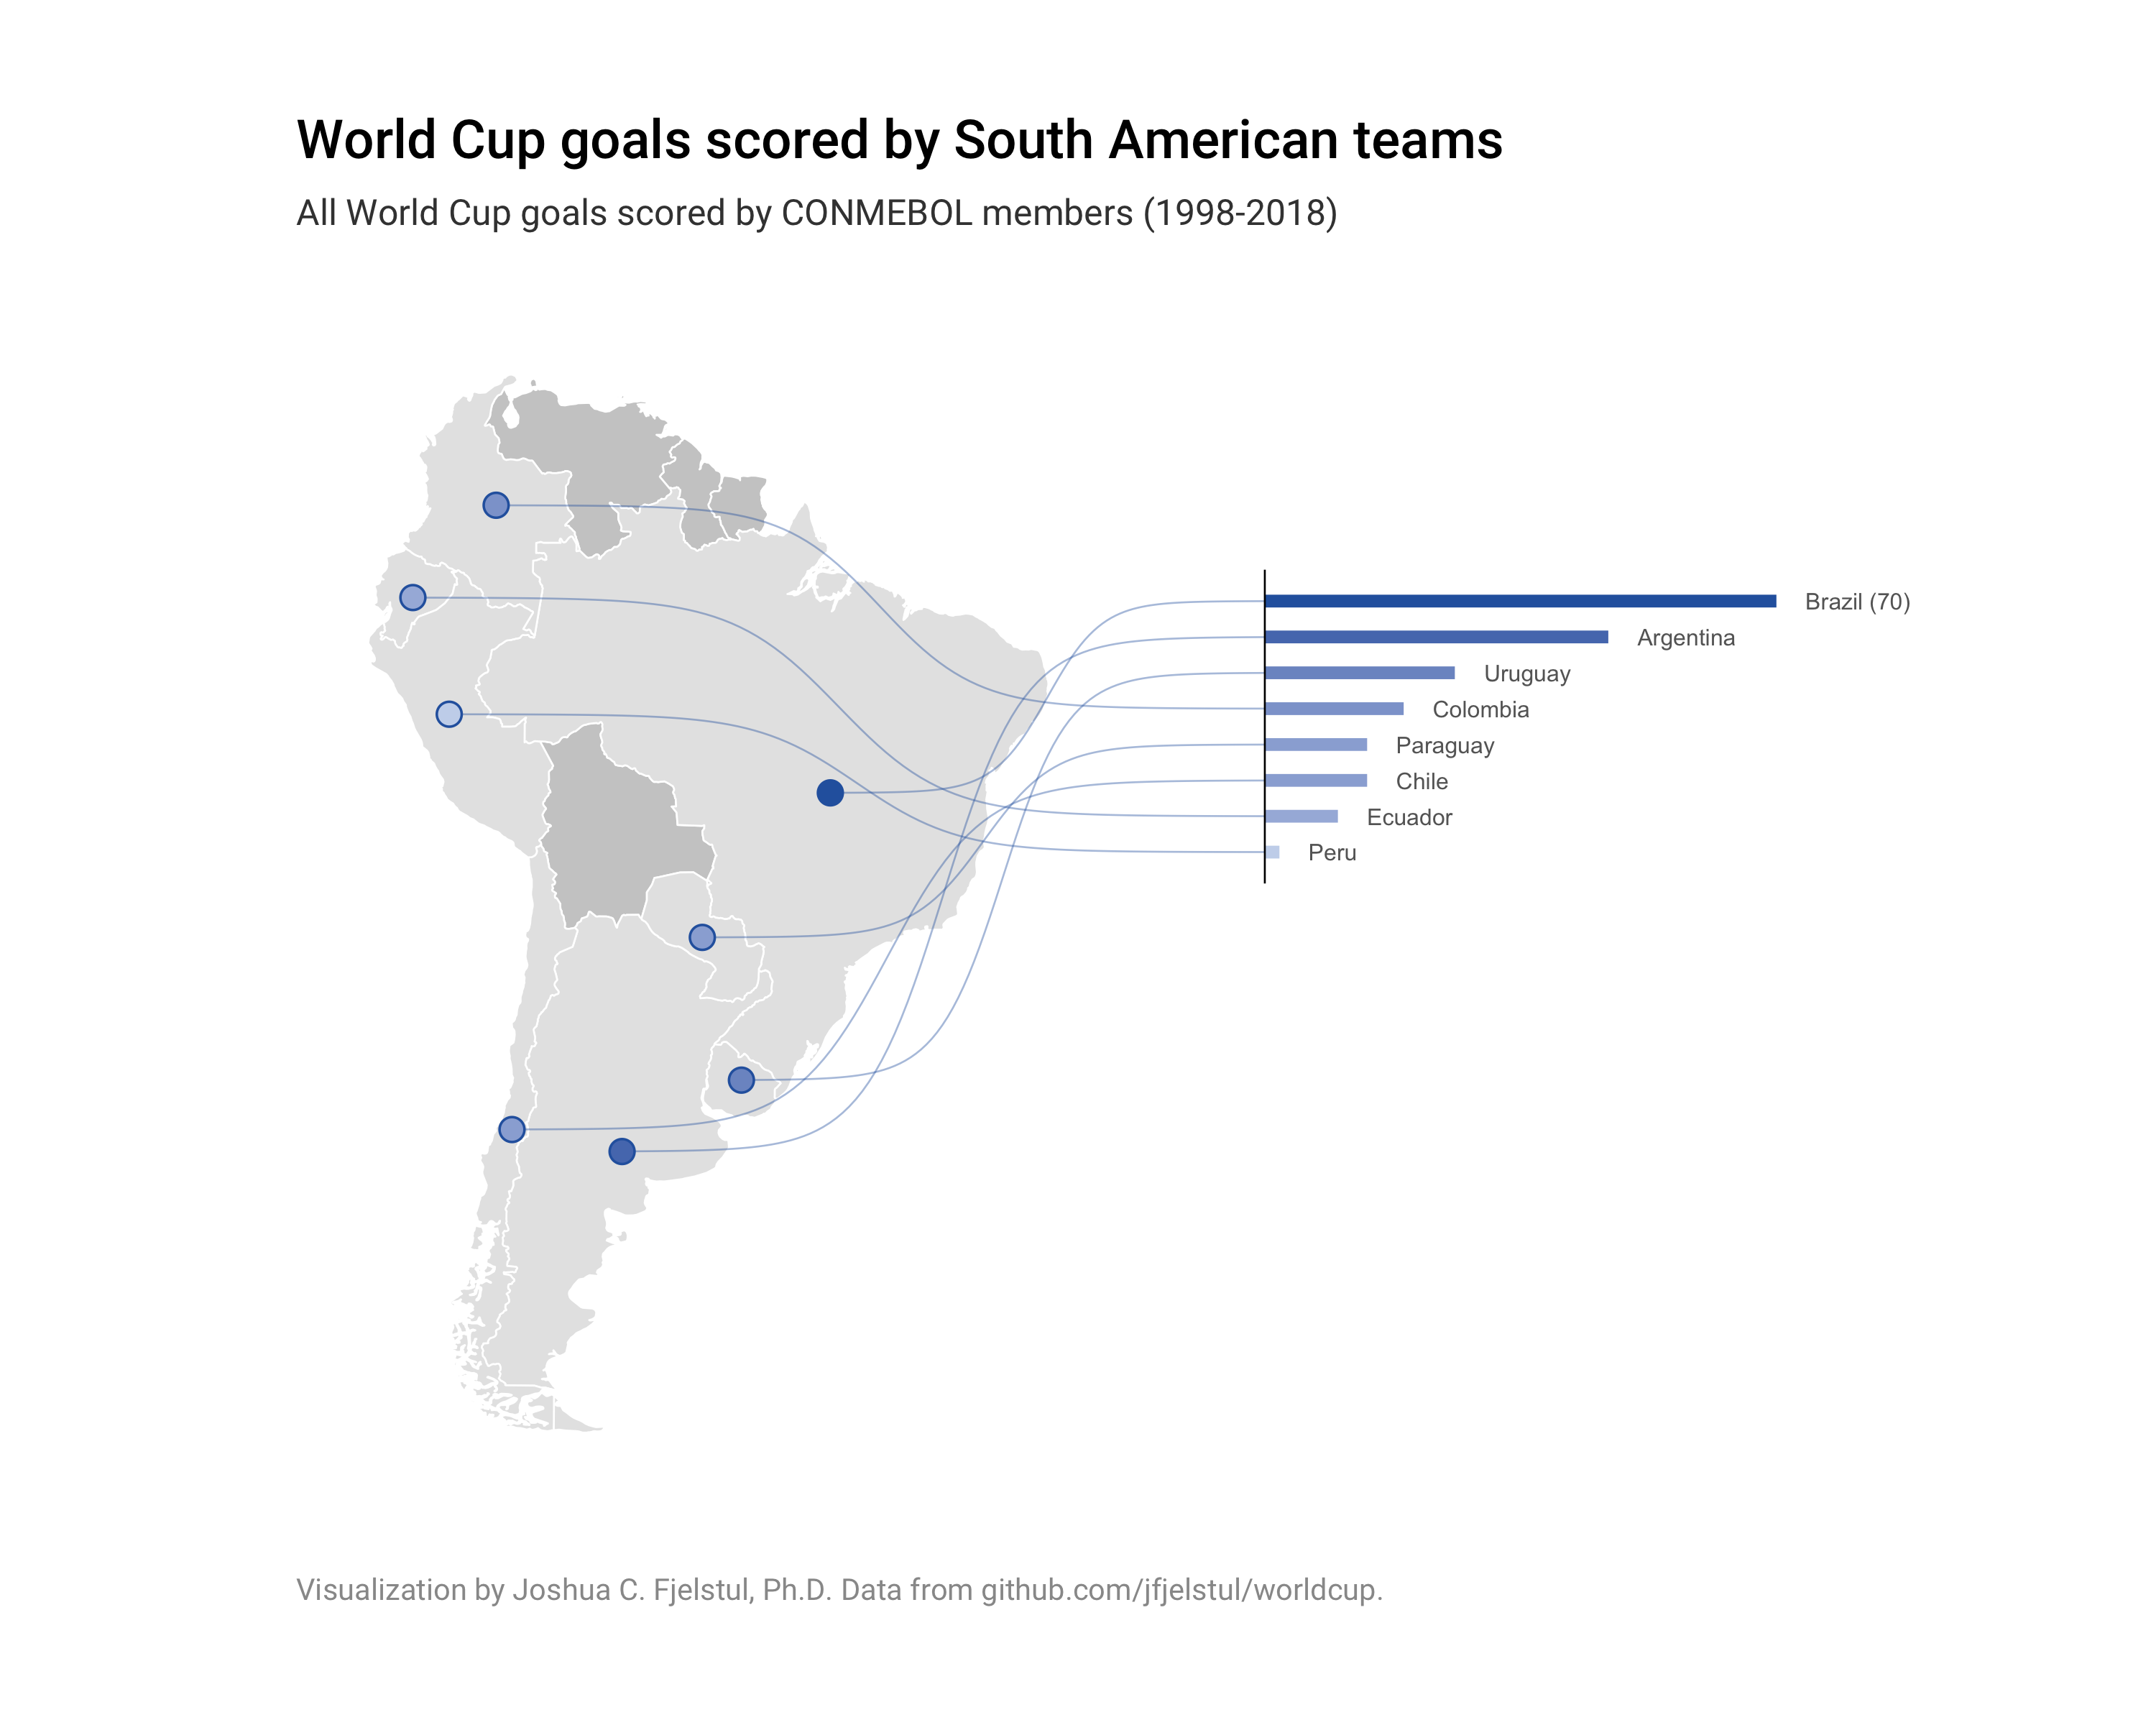 World Cup goals scored by South American teams
All World Cup goals scored by CONMEBOL members (1998-2018)
Brazil (70)
Argentina
Uruguay
Colombia
Paraguay
Chile
Ecuador
Peru
Visualization by Joshua C. Fjelstul, Ph.D. Data from github.com/jfjelstul/worldcup.